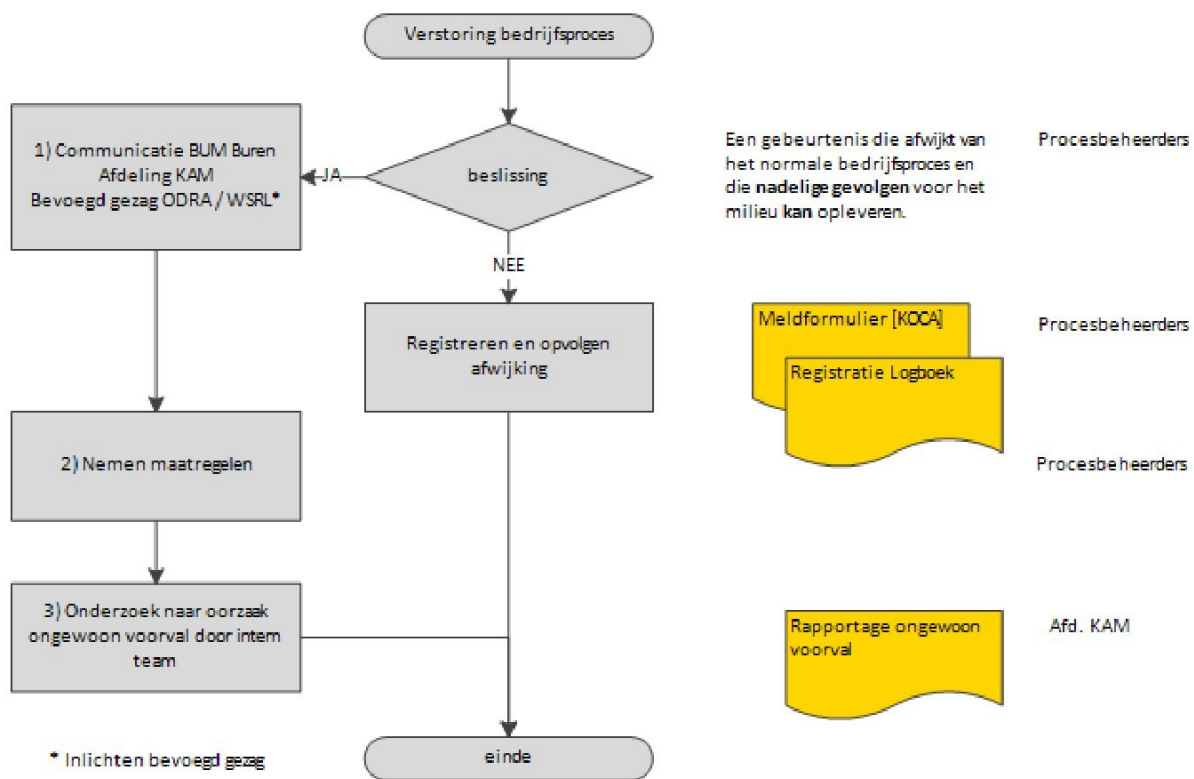 Verstoring bedrijfsproces
1) Communicatie BUM Buren
Afdeling KAM
Bevoegd gezag ODRA / WSRL*
JA
beslissing
Een gebeurtenis die afwijkt van
het normale bedrijfsproces en
die nadelige gevolgen voor het
milieu kan opleveren.
Procesbeheerders
NEE
Registreren en opvolgen
afwijking
Meldformulier [KOCA]
Registratie Logboek
Procesbeheerders
2) Nemen maatregelen
Procesbeheerders
3) Onderzoek naar oorzaak
ongewoon voorval door intern
team
Rapportage ongewoon
voorval
Afd. KAM
* Inlichten bevoegd gezag
einde